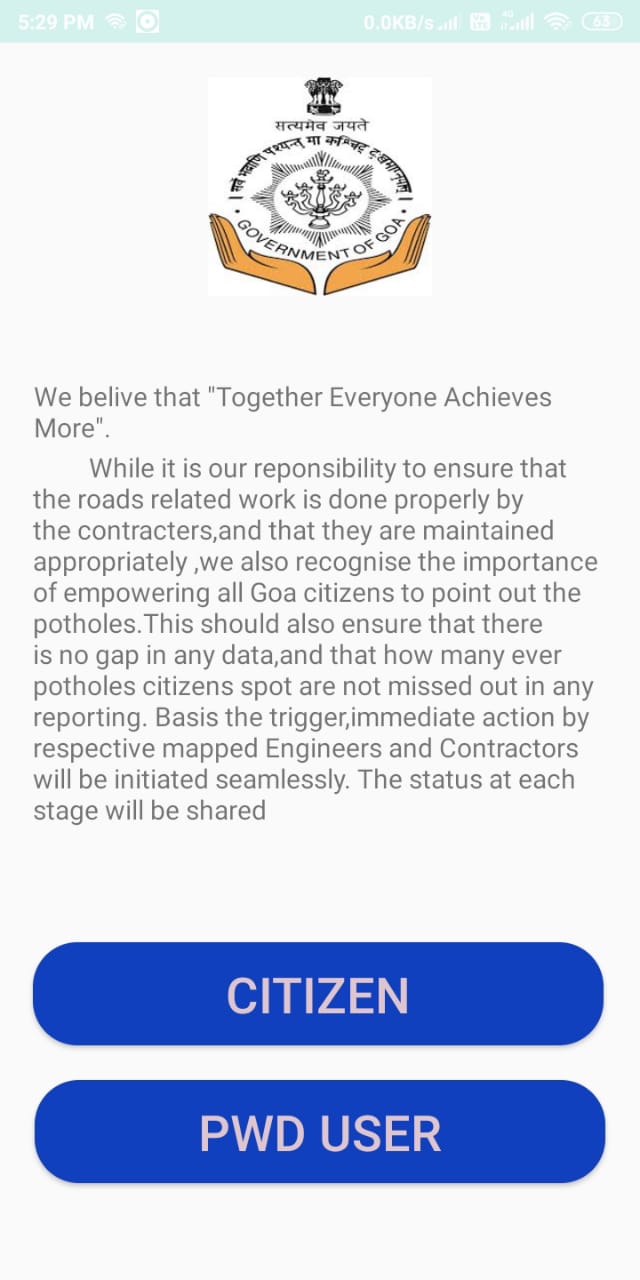 5:29 PM 0.0KB/s 4G 63
सत्यमेव जयते
सर्वे भद्राणि पश्यन्तु मा कश्चिद् दुःखमाप्नुयात्
GOVERNMENT OF GOA
We belive that "Together Everyone Achieves
More".
While it is our reponsibility to ensure that
the roads related work is done properly by
the contracters,and that they are maintained
appropriately ,we also recognise the importance
of empowering all Goa citizens to point out the
potholes.This should also ensure that there
is no gap in any data,and that how many ever
potholes citizens spot are not missed out in any
reporting. Basis the trigger,immediate action by
respective mapped Engineers and Contractors
will be initiated seamlessly. The status at each
stage will be shared
CITIZEN
PWD USER